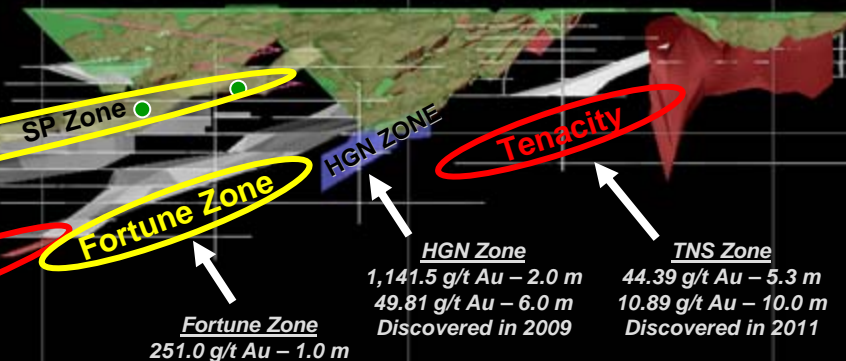 SP Zone
HGN ZONE
Tenacity
Fortune Zone
HGN Zone
1,141.5 g/t Au – 2.0 m
49.81 g/t Au – 6.0 m
Discovered in 2009
TNS Zone
44.39 g/t Au – 5.3 m
10.89 g/t Au – 10.0 m
Discovered in 2011
Fortune Zone
251.0 g/t Au – 1.0 m